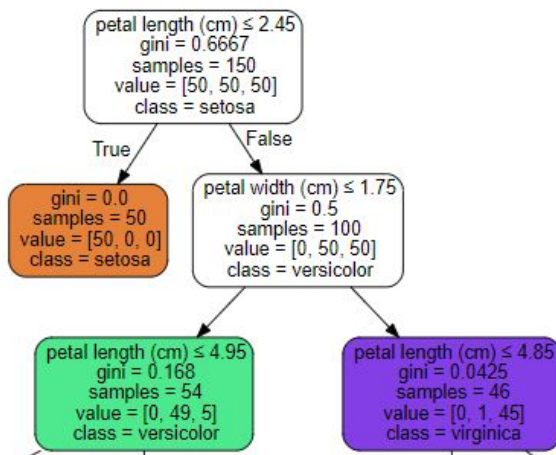 petal length (cm) ≤ 2.45
gini = 0.6667
samples = 150
value = [50, 50, 50]
class = setosa
True
False
gini = 0.0
samples = 50
value = [50, 0, 0]
class = setosa
petal width (cm) ≤ 1.75
gini = 0.5
samples = 100
value = [0, 50, 50]
class = versicolor
petal length (cm) ≤ 4.95
gini = 0.168
samples = 54
value = [0, 49, 5]
class = versicolor
petal length (cm) ≤ 4.85
gini = 0.0425
samples = 46
value = [0, 1, 45]
class = virginica